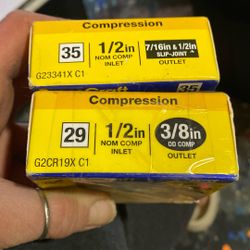 Compression
35
1/2in
NOM COMP
INLET
7/16in & 1/2in
SLIP-JOINT
OUTLET
G23341X C1
35
Compression
29
1/2in
NOM COMP
INLET
3/8in
OD COMP
OUTLET
G2CR19X C1